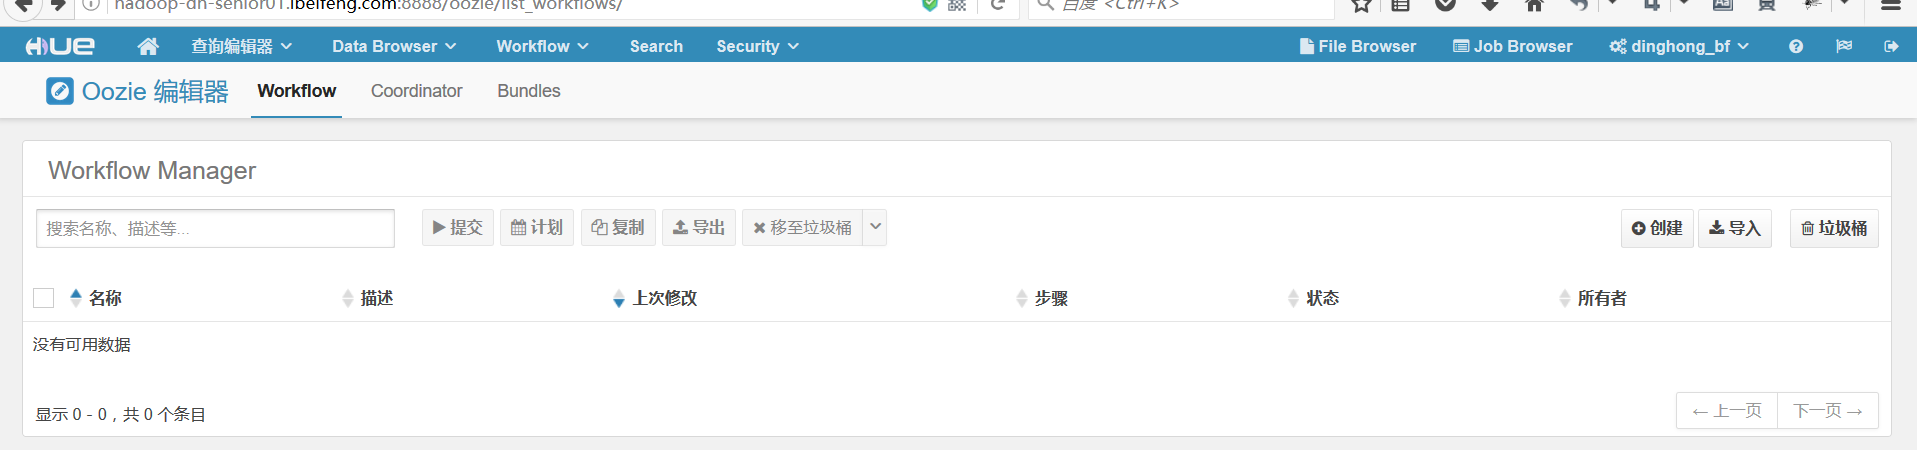 hadoop-dn-senior01.ibeifeng.com:8888/oozie/list_workflows/ 百度 <Ctrl+K>
HUE 查询编辑器 Data Browser Workflow Search Security File Browser Job Browser dinghong_bf
Oozie 编辑器 Workflow Coordinator Bundles
Workflow Manager
搜索名称、描述等... 提交 计划 复制 导出 移至垃圾桶 创建 导入 垃圾桶
名称 描述 上次修改 步骤 状态 所有者
没有可用数据
显示 0 - 0 , 共 0 个条目 ← 上一页 下一页 →